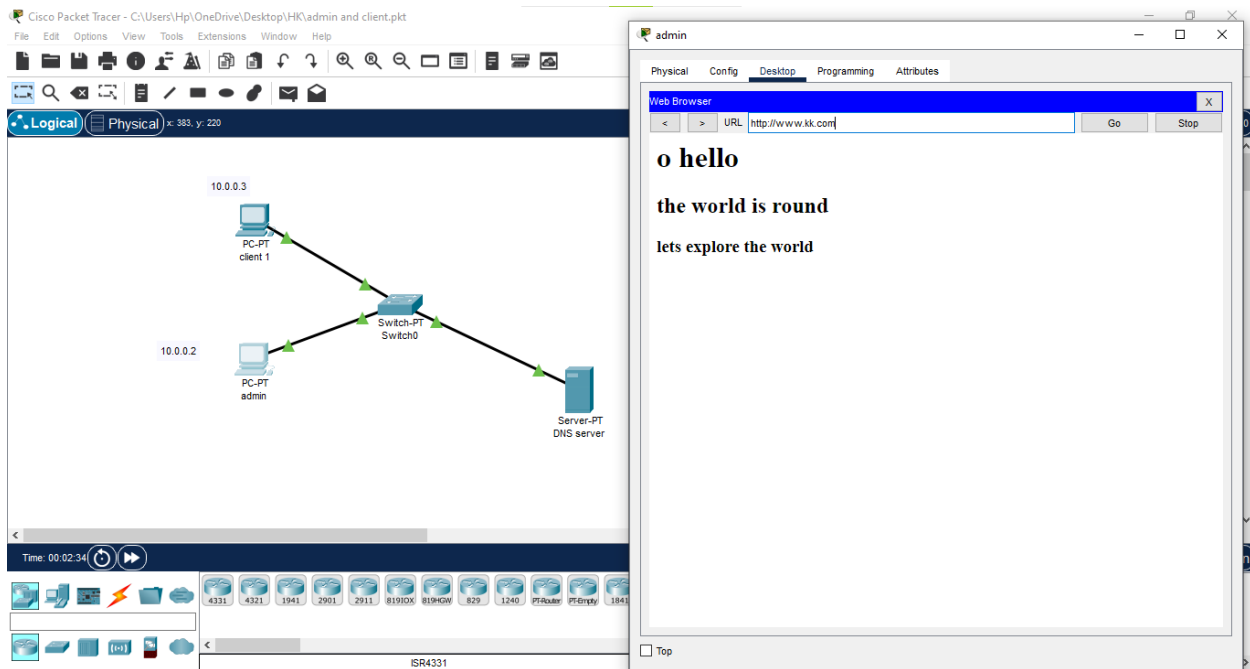 Cisco Packet Tracer - C:\Users\Hp\OneDrive\Desktop\HK\admin and client.pkt
File Edit Options View Tools Extensions Window Help
Logical Physical x: 383, y: 220
10.0.0.3
PC-PT
client 1
Switch-PT
Switch0
10.0.0.2
PC-PT
admin
Server-PT
DNS server
Time: 00:02:34
4331 4321 1941 2901 2911 819IOX 819HGW 829 1240 PT-Router PT-Empty 1841
ISR4331
admin
Physical Config Desktop Programming Attributes
Web Browser X
< > URL http://www.kk.com Go Stop
o hello
the world is round
lets explore the world
Top